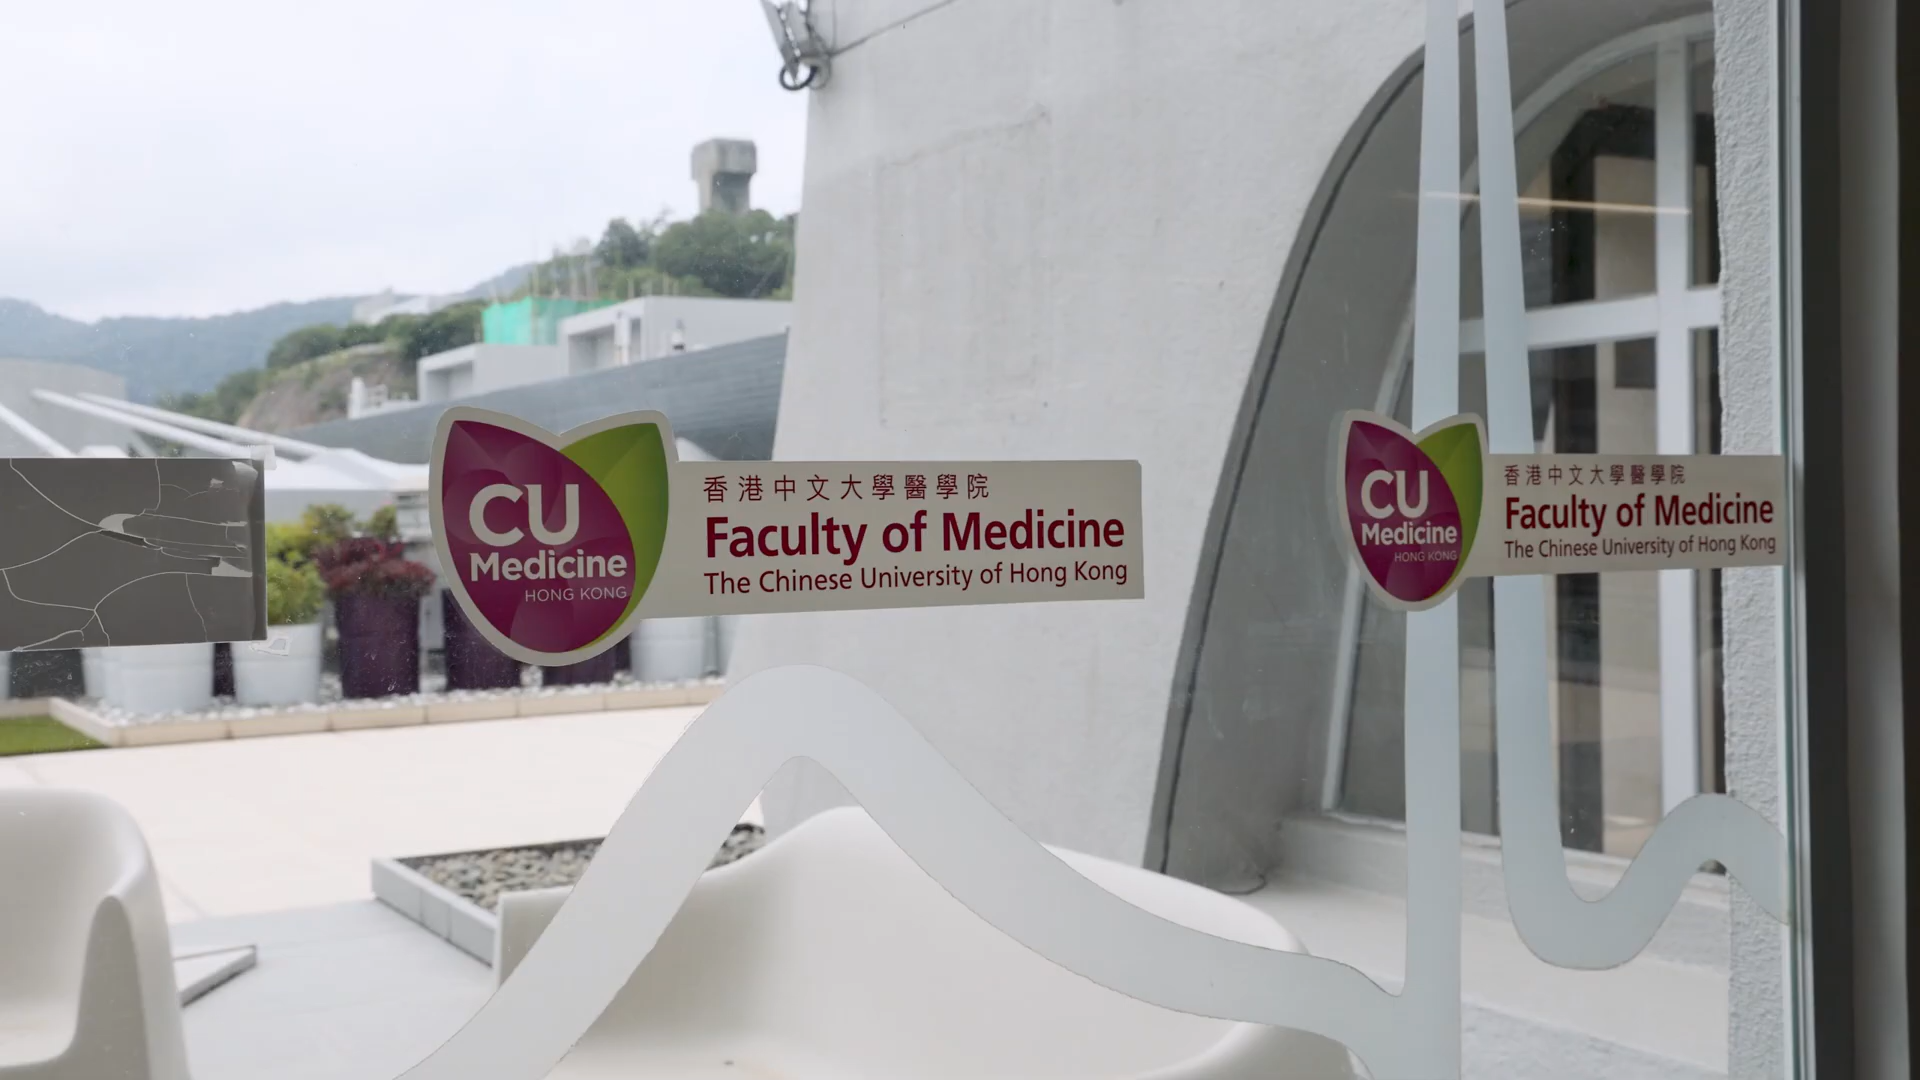 CU
Medicine
HONG KONG
香港中文大學醫學院
Faculty of Medicine
The Chinese University of Hong Kong
CU
Medicine
HONG KONG
香港中文大學醫學院
Faculty of Medicine
The Chinese University of Hong Kong